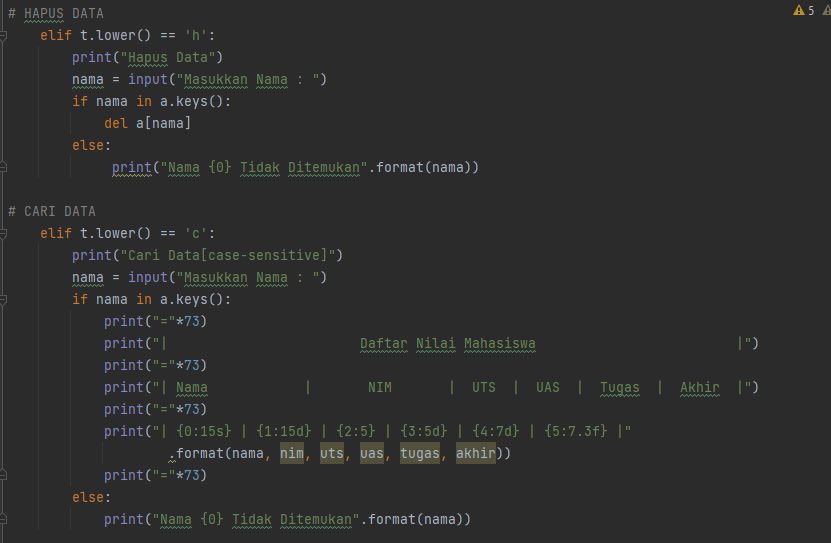 5
# HAPUS DATA
    elif t.lower() == 'h':
        print("Hapus Data")
        nama = input("Masukkan Nama : ")
        if nama in a.keys():
            del a[nama]
        else:
             print("Nama {0} Tidak Ditemukan".format(nama))
# CARI DATA
    elif t.lower() == 'c':
        print("Cari Data[case-sensitive]")
        nama = input("Masukkan Nama : ")
        if nama in a.keys():
            print("="*73)
            print("|                        Daftar Nilai Mahasiswa                         |")
            print("="*73)
            print("| Nama            |       NIM       |  UTS  |  UAS  |  Tugas  |  Akhir  |")
            print("="*73)
            print("| {0:15s} | {1:15d} | {2:5} | {3:5d} | {4:7d} | {5:7.3f} |"
                    .format(nama, nim, uts, uas, tugas, akhir))
            print("="*73)
        else:
            print("Nama {0} Tidak Ditemukan".format(nama))